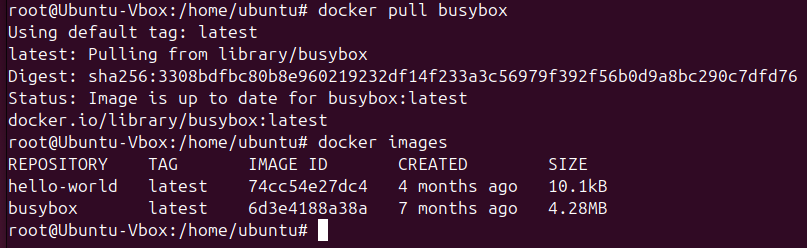 root@Ubuntu-Vbox:/home/ubuntu# docker pull busybox
Using default tag: latest
latest: Pulling from library/busybox
Digest: sha256:3308bdfbc80b8e960219232df14f233a3c56979f392f56b0d9a8bc290c7dfd76
Status: Image is up to date for busybox:latest
docker.io/library/busybox:latest
root@Ubuntu-Vbox:/home/ubuntu# docker images
REPOSITORY    TAG       IMAGE ID       CREATED        SIZE
hello-world   latest    74cc54e27dc4   4 months ago   10.1kB
busybox       latest    6d3e4188a38a   7 months ago   4.28MB
root@Ubuntu-Vbox:/home/ubuntu#